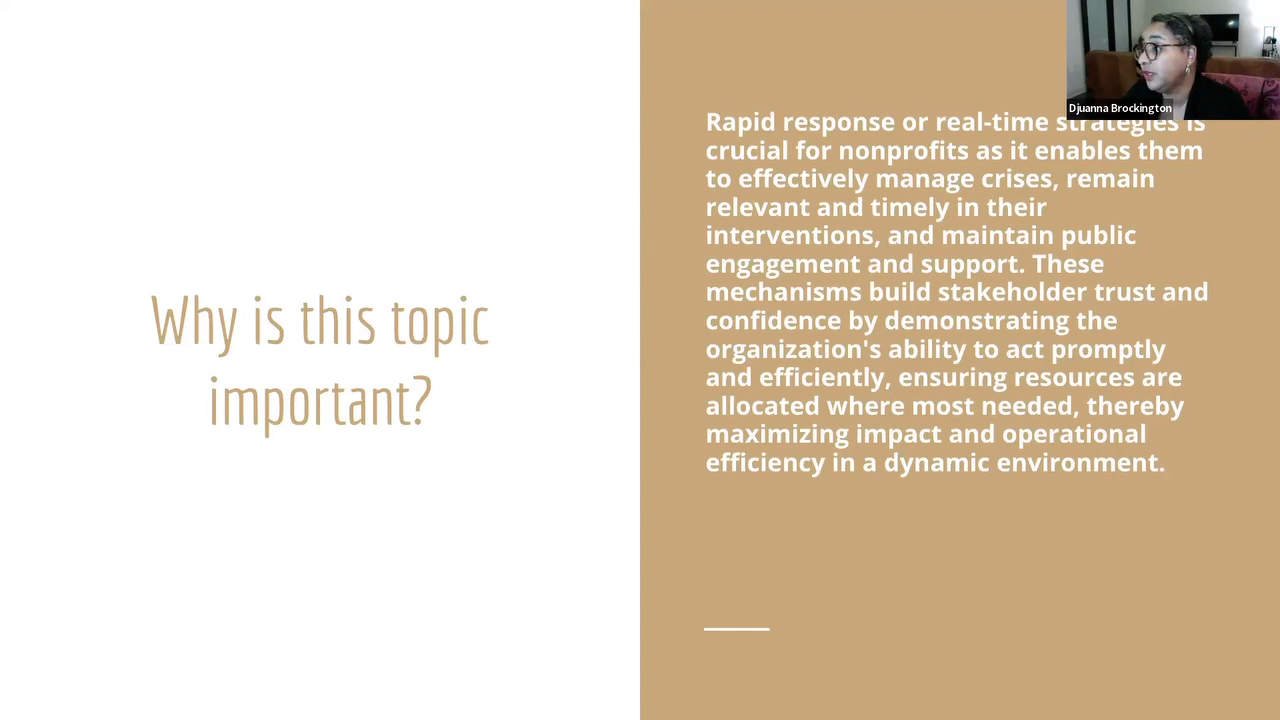 Why is this topic
important?
Djuanna Brockington
Rapid response or real-time strategies is
crucial for nonprofits as it enables them
to effectively manage crises, remain
relevant and timely in their
interventions, and maintain public
engagement and support. These
mechanisms build stakeholder trust and
confidence by demonstrating the
organization's ability to act promptly
and efficiently, ensuring resources are
allocated where most needed, thereby
maximizing impact and operational
efficiency in a dynamic environment.